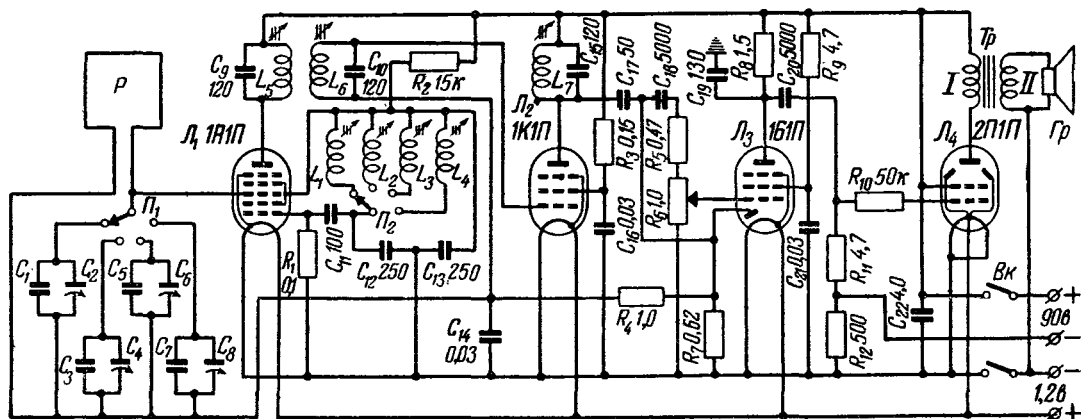 P
П₁
C₁
C₂
C₅
C₆
C₃
C₄
C₇
C₈
C₉
120
L₅
L₆
C₁₀
120
R₂ 15к
Л₁ 1А1П
L₁
L₂
L₃
L₄
П₂
R₁
0,1
C₁₁ 100
C₁₂ 250
C₁₃ 250
C₁₄
0,03
Л₂
1К1П
L₇
C₁₅ 120
C₁₇ 50
C₁₈ 5000
R₃ 0,15
R₅ 0,47
R₆ 1,0
C₁₆ 0,03
R₄ 1,0
R₇ 0,62
C₁₉ 130
R₈ 1,5
C₂₀ 5000
R₉ 4,7
Л₃
1Б1П
C₂₁ 0,03
R₁₀ 50к
R₁₁ 4,7
R₁₂ 500
C₂₂ 4,0
Л₄
2П1П
Тр
I
II
Гр
Вк
+
90в
−
−
1,2в
+